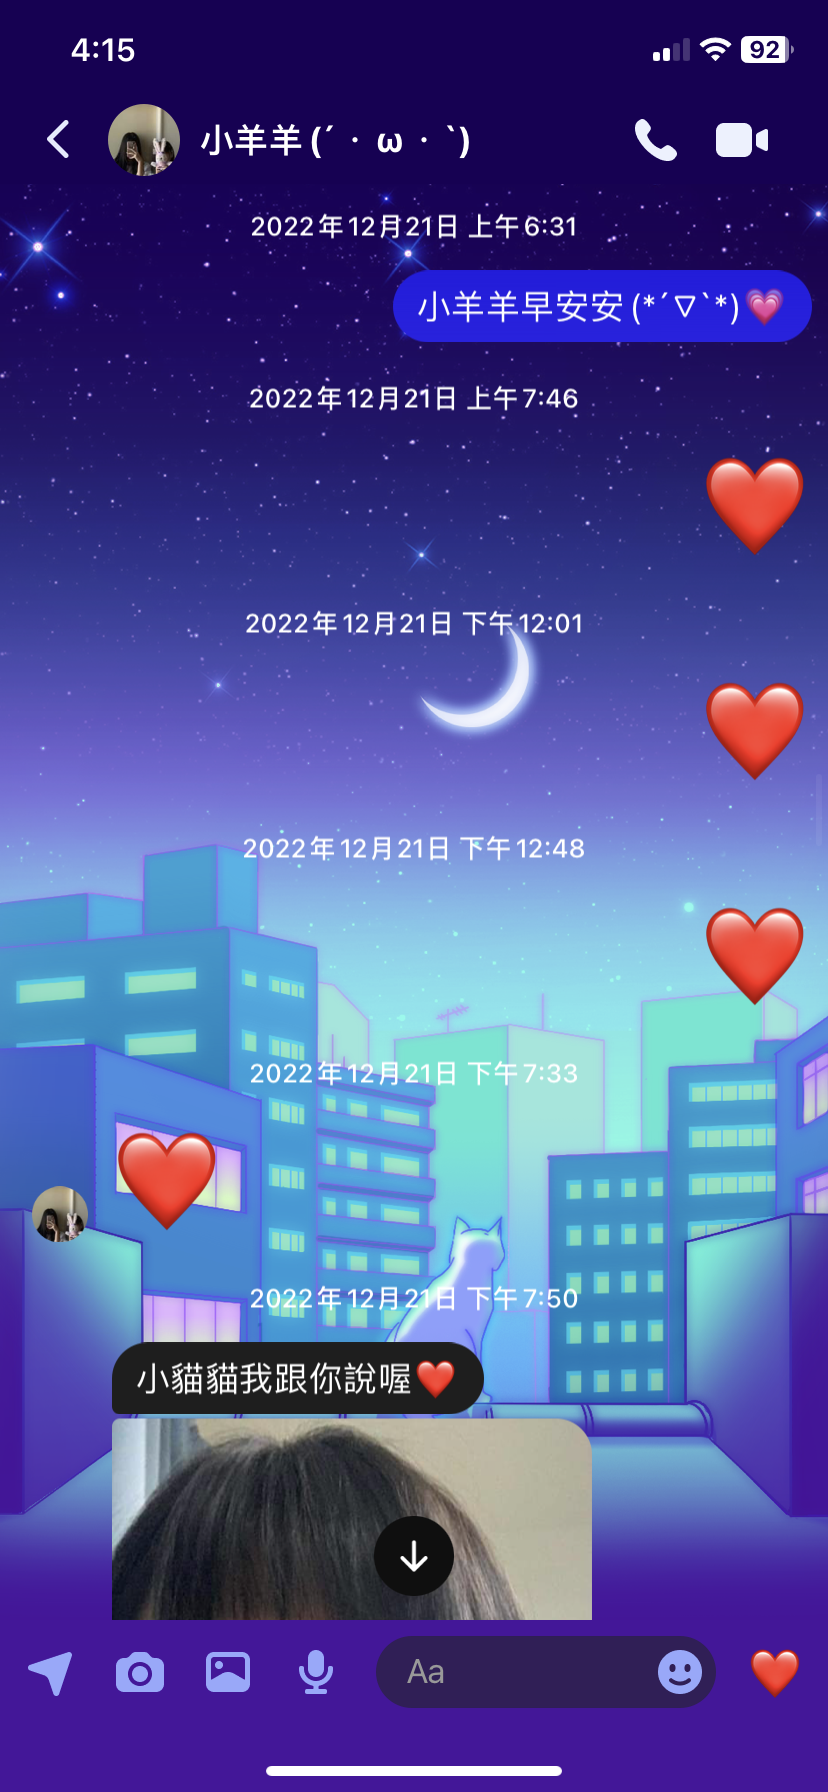 4:15
92
小羊羊 (´・ω・`)
2022年12月21日 上午6:31
小羊羊早安安 (*´▽`*)💗
2022年12月21日 上午7:46
❤️
2022年12月21日 下午12:01
❤️
2022年12月21日 下午12:48
❤️
2022年12月21日 下午7:33
❤️
2022年12月21日 下午7:50
小貓貓我跟你說喔❤️
Aa